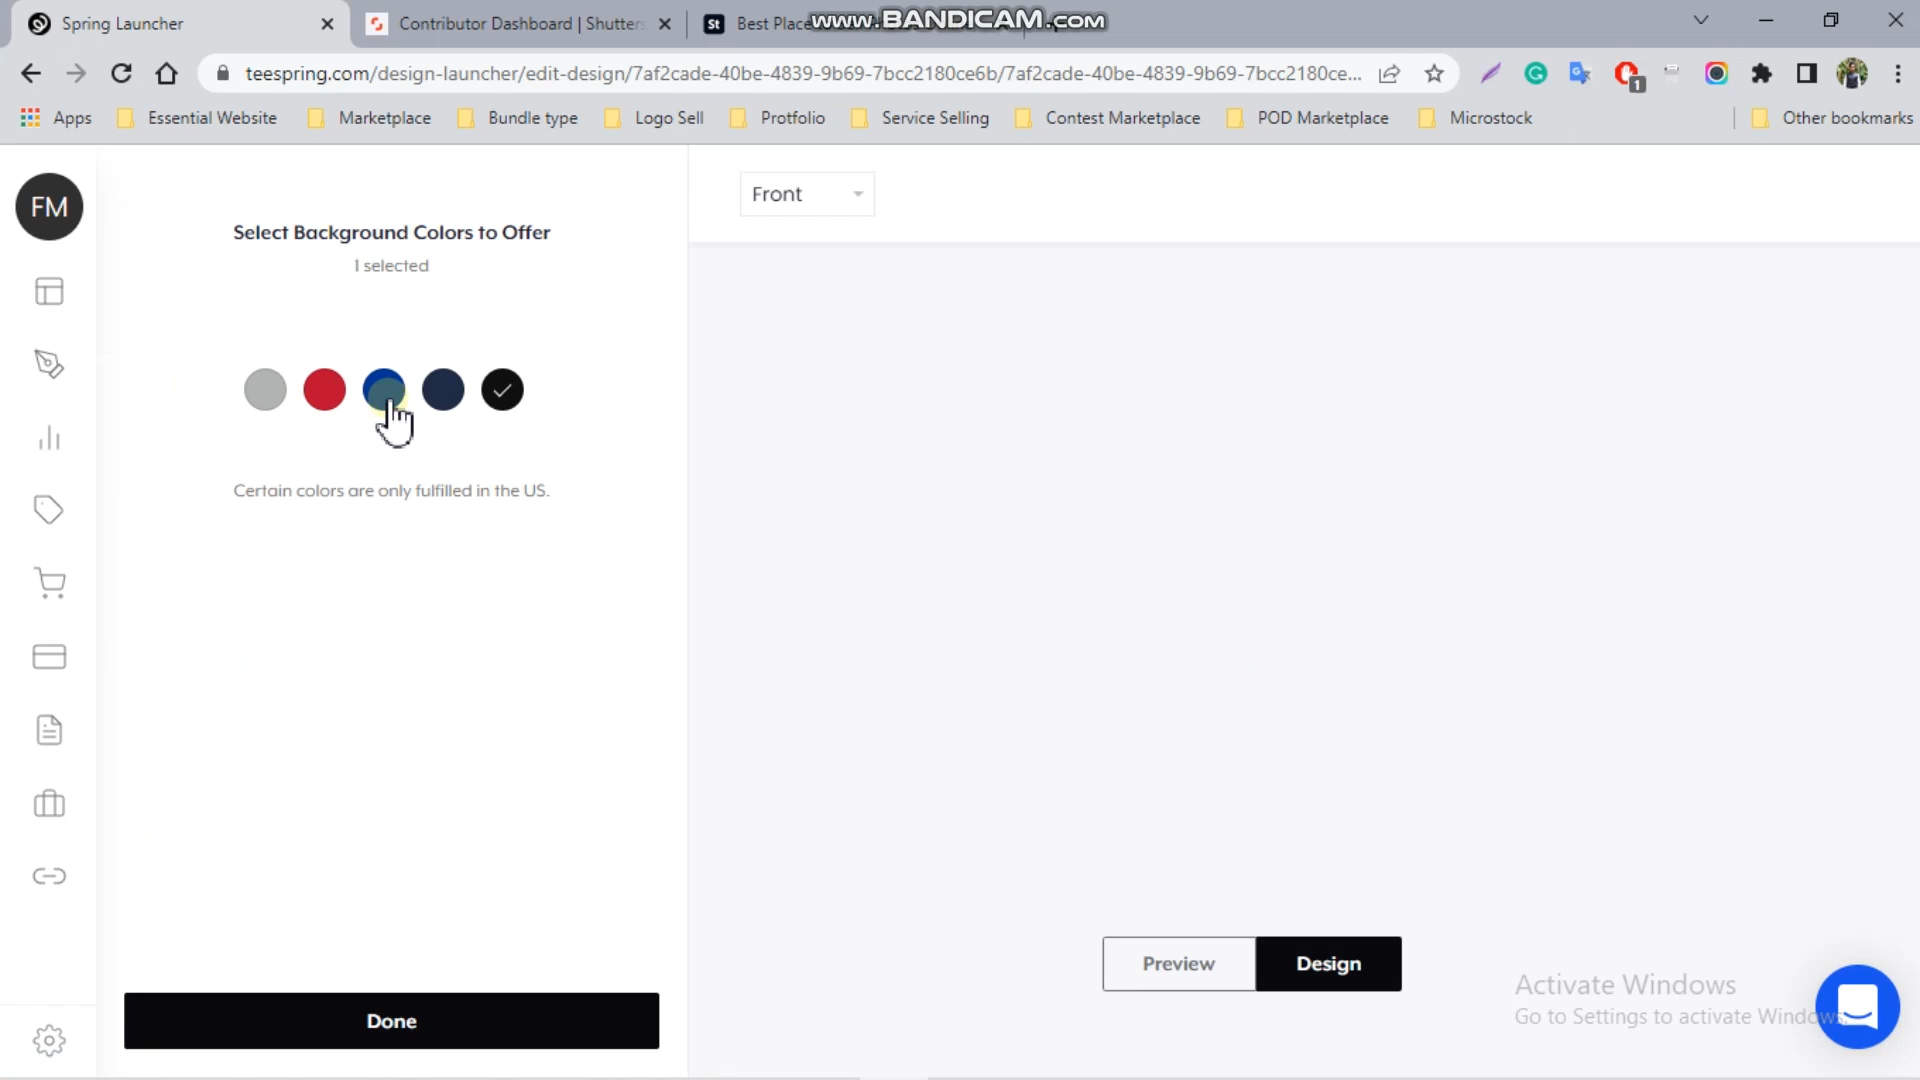 Spring Launcher
Contributor Dashboard | Shutters
St
Best Place
www.BANDICAM.com
teespring.com/design-launcher/edit-design/7af2cade-40be-4839-9b69-7bcc2180ce6b/7af2cade-40be-4839-9b69-7bcc2180ce...
1
Apps
Essential Website
Marketplace
Bundle type
Logo Sell
Protfolio
Service Selling
Contest Marketplace
POD Marketplace
Microstock
Other bookmarks
FM
Front
Select Background Colors to Offer
1 selected
Certain colors are only fulfilled in the US.
Preview
Design
Activate Windows
Go to Settings to activate Windows.
Done